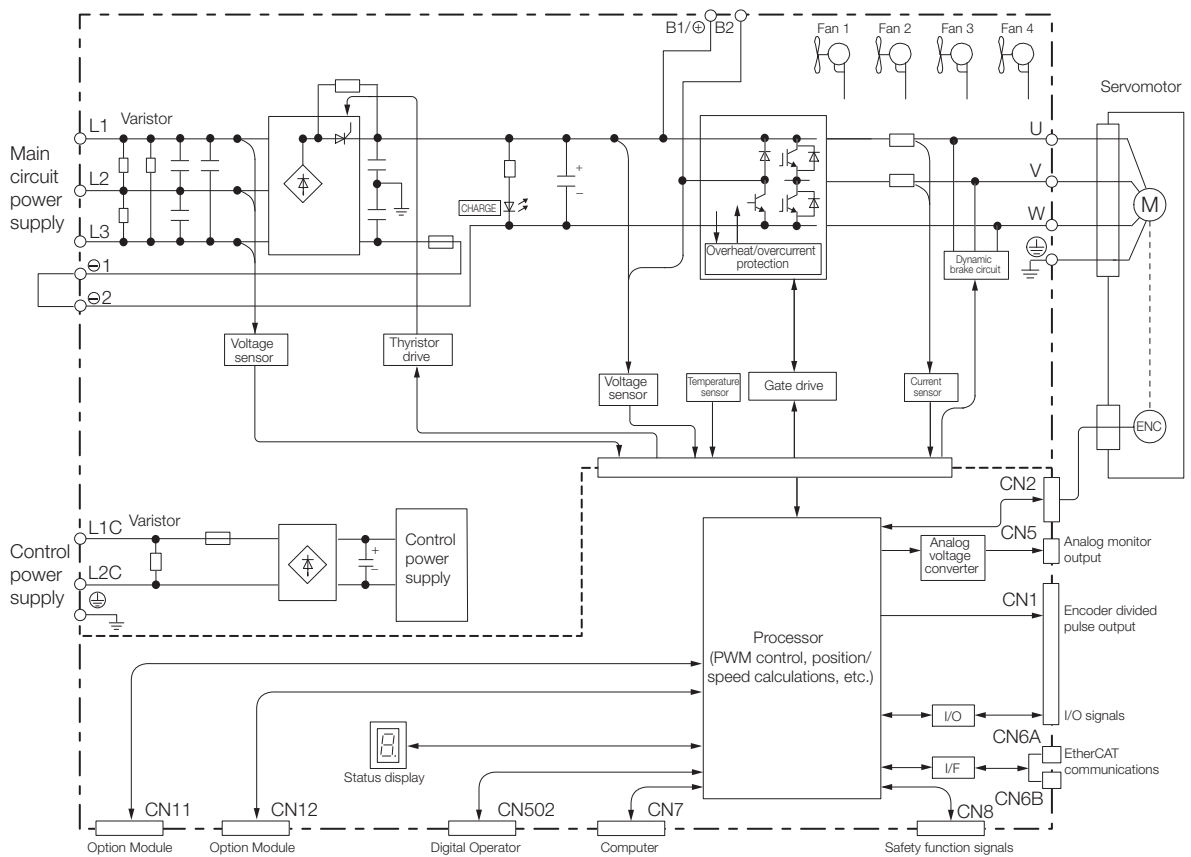 B1/⊕ B2
Fan 1 Fan 2 Fan 3 Fan 4
Servomotor
Main
circuit
power
supply
L1
Varistor
L2
L3
⊖1
⊖2
CHARGE
+
–
Overheat/overcurrent
protection
U
V
W
M
Dynamic
brake circuit
Voltage
sensor
Thyristor
drive
Voltage
sensor
Temperature
sensor
Gate drive
Current
sensor
ENC
Control
power
supply
L1C
Varistor
L2C
+
–
Control
power
supply
CN2
CN5
Analog
voltage
converter
Analog monitor
output
CN1
Encoder divided
pulse output
Processor
(PWM control, position/
speed calculations, etc.)
I/O
I/O signals
CN6A
I/F
EtherCAT
communications
CN6B
8.
Status display
CN11
Option Module
CN12
Option Module
CN502
Digital Operator
CN7
Computer
CN8
Safety function signals